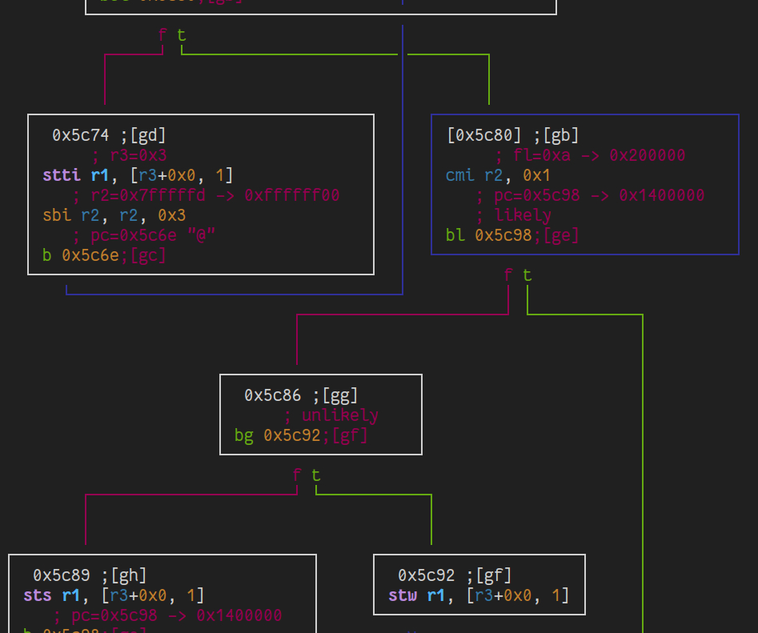 f t
0x5c74 ;[gd]
; r3=0x3
stti r1, [r3+0x0, 1]
; r2=0x7fffffd -> 0xffffff00
sbi r2, r2, 0x3
; pc=0x5c6e "@"
b 0x5c6e;[gc]
[0x5c80] ;[gb]
; fl=0xa -> 0x200000
cmi r2, 0x1
; pc=0x5c98 -> 0x1400000
; likely
bl 0x5c98;[ge]
f t
0x5c86 ;[gg]
; unlikely
bg 0x5c92;[gf]
f t
0x5c89 ;[gh]
sts r1, [r3+0x0, 1]
; pc=0x5c98 -> 0x1400000
0x5c92 ;[gf]
stw r1, [r3+0x0, 1]